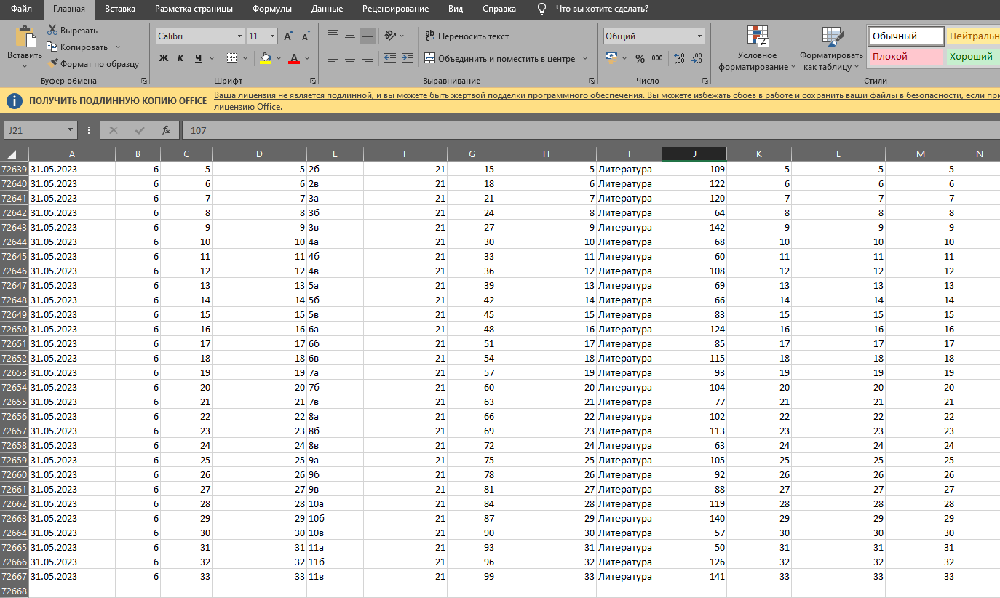 Файл Главная Вставка Разметка страницы Формулы Данные Рецензирование Вид Справка Что вы хотите сделать?
Вставить
Вырезать
Копировать
Формат по образцу
Буфер обмена
Calibri 11
Ж К Ч А
Шрифт
Переносить текст
Объединить и поместить в центре
Выравнивание
Общий
% 000
Число
Условное форматирование
Форматировать как таблицу
Обычный Нейтральн
Плохой Хороший
Стили
ПОЛУЧИТЬ ПОДЛИННУЮ КОПИЮ OFFICE Ваша лицензия не является подлинной, и вы можете быть жертвой подделки программного обеспечения. Вы можете избежать сбоев в работе и сохранить ваши файлы в безопасности, если при
лицензию Office.
J21 fx 107
A B C D E F G H I J K L M N
72639 31.05.2023 6 5 5 2б 21 15 5 Литература 109 5 5 5
72640 31.05.2023 6 6 6 2в 21 18 6 Литература 122 6 6 6
72641 31.05.2023 6 7 7 3а 21 21 7 Литература 120 7 7 7
72642 31.05.2023 6 8 8 3б 21 24 8 Литература 64 8 8 8
72643 31.05.2023 6 9 9 3в 21 27 9 Литература 142 9 9 9
72644 31.05.2023 6 10 10 4а 21 30 10 Литература 68 10 10 10
72645 31.05.2023 6 11 11 4б 21 33 11 Литература 60 11 11 11
72646 31.05.2023 6 12 12 4в 21 36 12 Литература 108 12 12 12
72647 31.05.2023 6 13 13 5а 21 39 13 Литература 69 13 13 13
72648 31.05.2023 6 14 14 5б 21 42 14 Литература 66 14 14 14
72649 31.05.2023 6 15 15 5в 21 45 15 Литература 83 15 15 15
72650 31.05.2023 6 16 16 6а 21 48 16 Литература 124 16 16 16
72651 31.05.2023 6 17 17 6б 21 51 17 Литература 85 17 17 17
72652 31.05.2023 6 18 18 6в 21 54 18 Литература 115 18 18 18
72653 31.05.2023 6 19 19 7а 21 57 19 Литература 93 19 19 19
72654 31.05.2023 6 20 20 7б 21 60 20 Литература 104 20 20 20
72655 31.05.2023 6 21 21 7в 21 63 21 Литература 77 21 21 21
72656 31.05.2023 6 22 22 8а 21 66 22 Литература 102 22 22 22
72657 31.05.2023 6 23 23 8б 21 69 23 Литература 113 23 23 23
72658 31.05.2023 6 24 24 8в 21 72 24 Литература 63 24 24 24
72659 31.05.2023 6 25 25 9а 21 75 25 Литература 105 25 25 25
72660 31.05.2023 6 26 26 9б 21 78 26 Литература 92 26 26 26
72661 31.05.2023 6 27 27 9в 21 81 27 Литература 88 27 27 27
72662 31.05.2023 6 28 28 10а 21 84 28 Литература 119 28 28 28
72663 31.05.2023 6 29 29 10б 21 87 29 Литература 140 29 29 29
72664 31.05.2023 6 30 30 10в 21 90 30 Литература 57 30 30 30
72665 31.05.2023 6 31 31 11а 21 93 31 Литература 50 31 31 31
72666 31.05.2023 6 32 32 11б 21 96 32 Литература 126 32 32 32
72667 31.05.2023 6 33 33 11в 21 99 33 Литература 141 33 33 33
72668